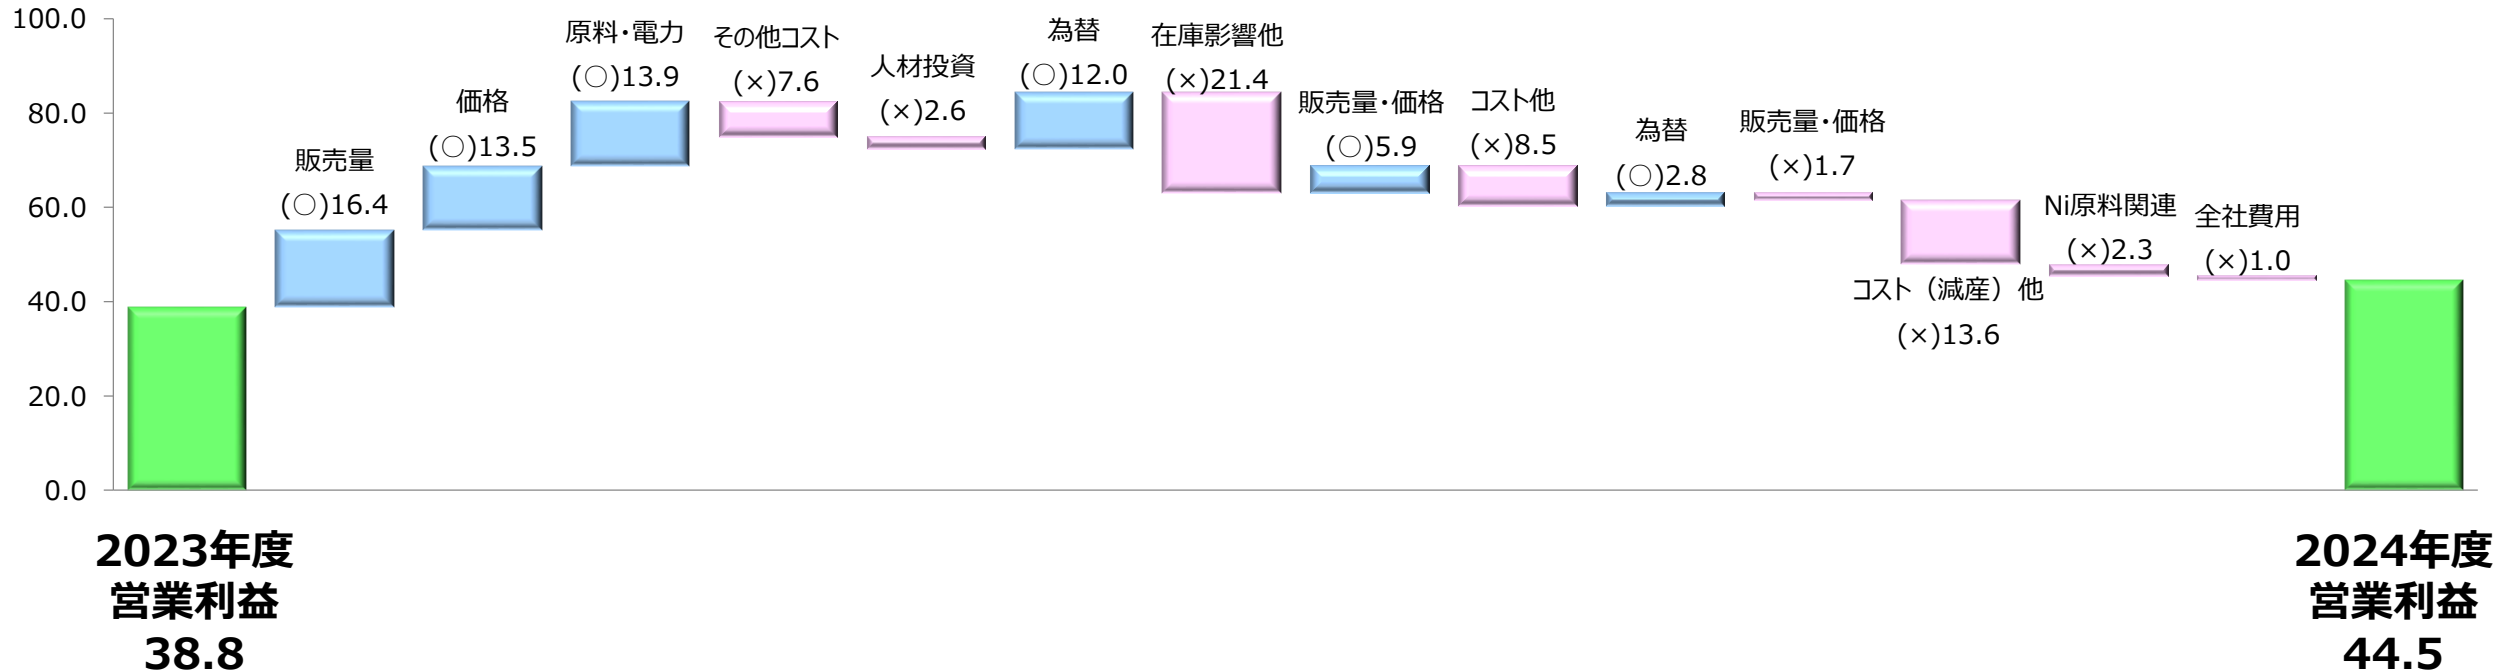 100.0
80.0
60.0
40.0
20.0
0.0
販売量
(○)16.4
価格
(○)13.5
原料・電力
(○)13.9
その他コスト
(×)7.6
人材投資
(×)2.6
為替
(○)12.0
在庫影響他
(×)21.4
販売量・価格
(○)5.9
コスト他
(×)8.5
為替
(○)2.8
販売量・価格
(×)1.7
コスト（減産）他
(×)13.6
Ni原料関連
(×)2.3
全社費用
(×)1.0
2023年度
営業利益
38.8
2024年度
営業利益
44.5